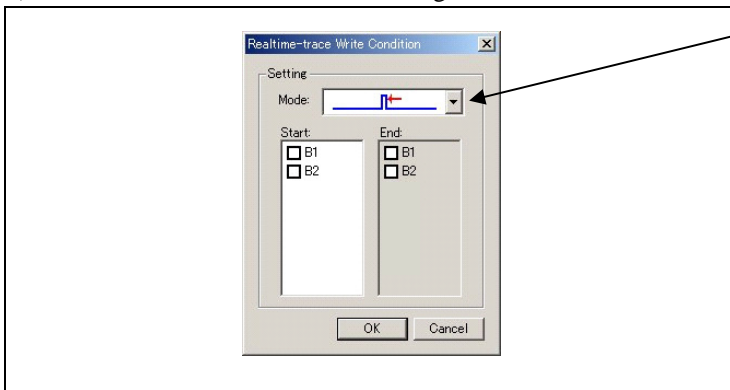 Realtime-trace Write Condition
Setting
Mode:
Start: End:
B1 B1
B2 B2
OK Cancel